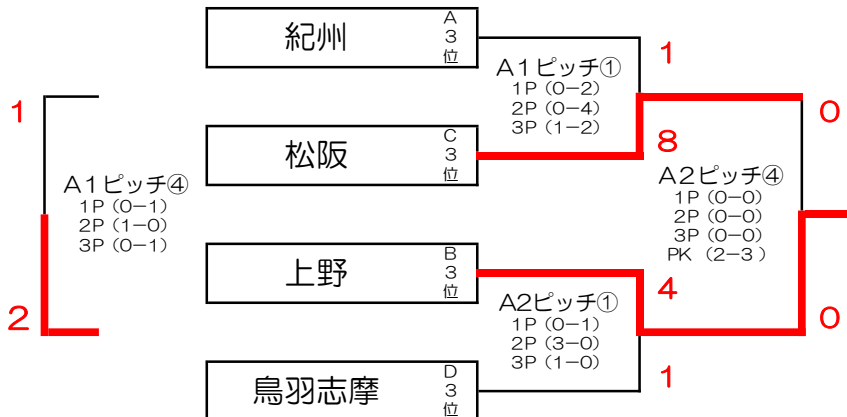 紀州
A
3
位
1
A1ピッチ①
1P(0−2)
2P(0−4)
3P(1−2)
1
0
松阪
C
3
位
8
A1ピッチ④
1P(0−1)
2P(1−0)
3P(0−1)
A2ピッチ④
1P(0−0)
2P(0−0)
3P(0−0)
PK (2−3)
上野
B
3
位
4
2
A2ピッチ①
1P(0−1)
2P(3−0)
3P(1−0)
0
鳥羽志摩
D
3
位
1